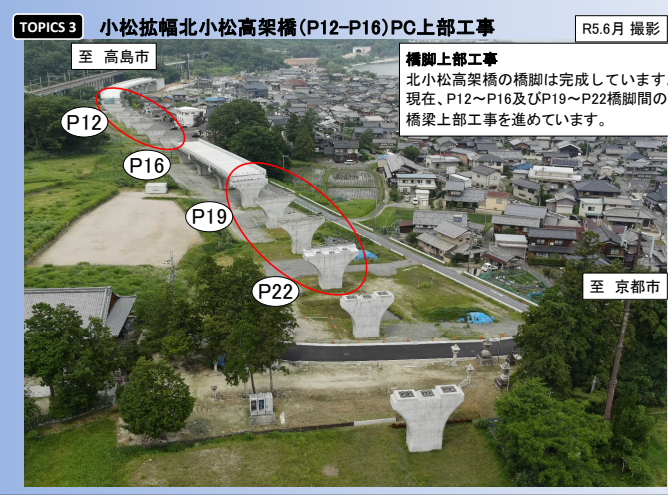 TOPICS 3 小松拡幅北小松高架橋(P12-P16)PC上部工事
R5.6月 撮影
至 高島市
橋脚上部工事
北小松高架橋の橋脚は完成しています。
現在、P12～P16及びP19～P22橋脚間の
橋梁上部工事を進めています。
P12
P16
P19
P22
至 京都市